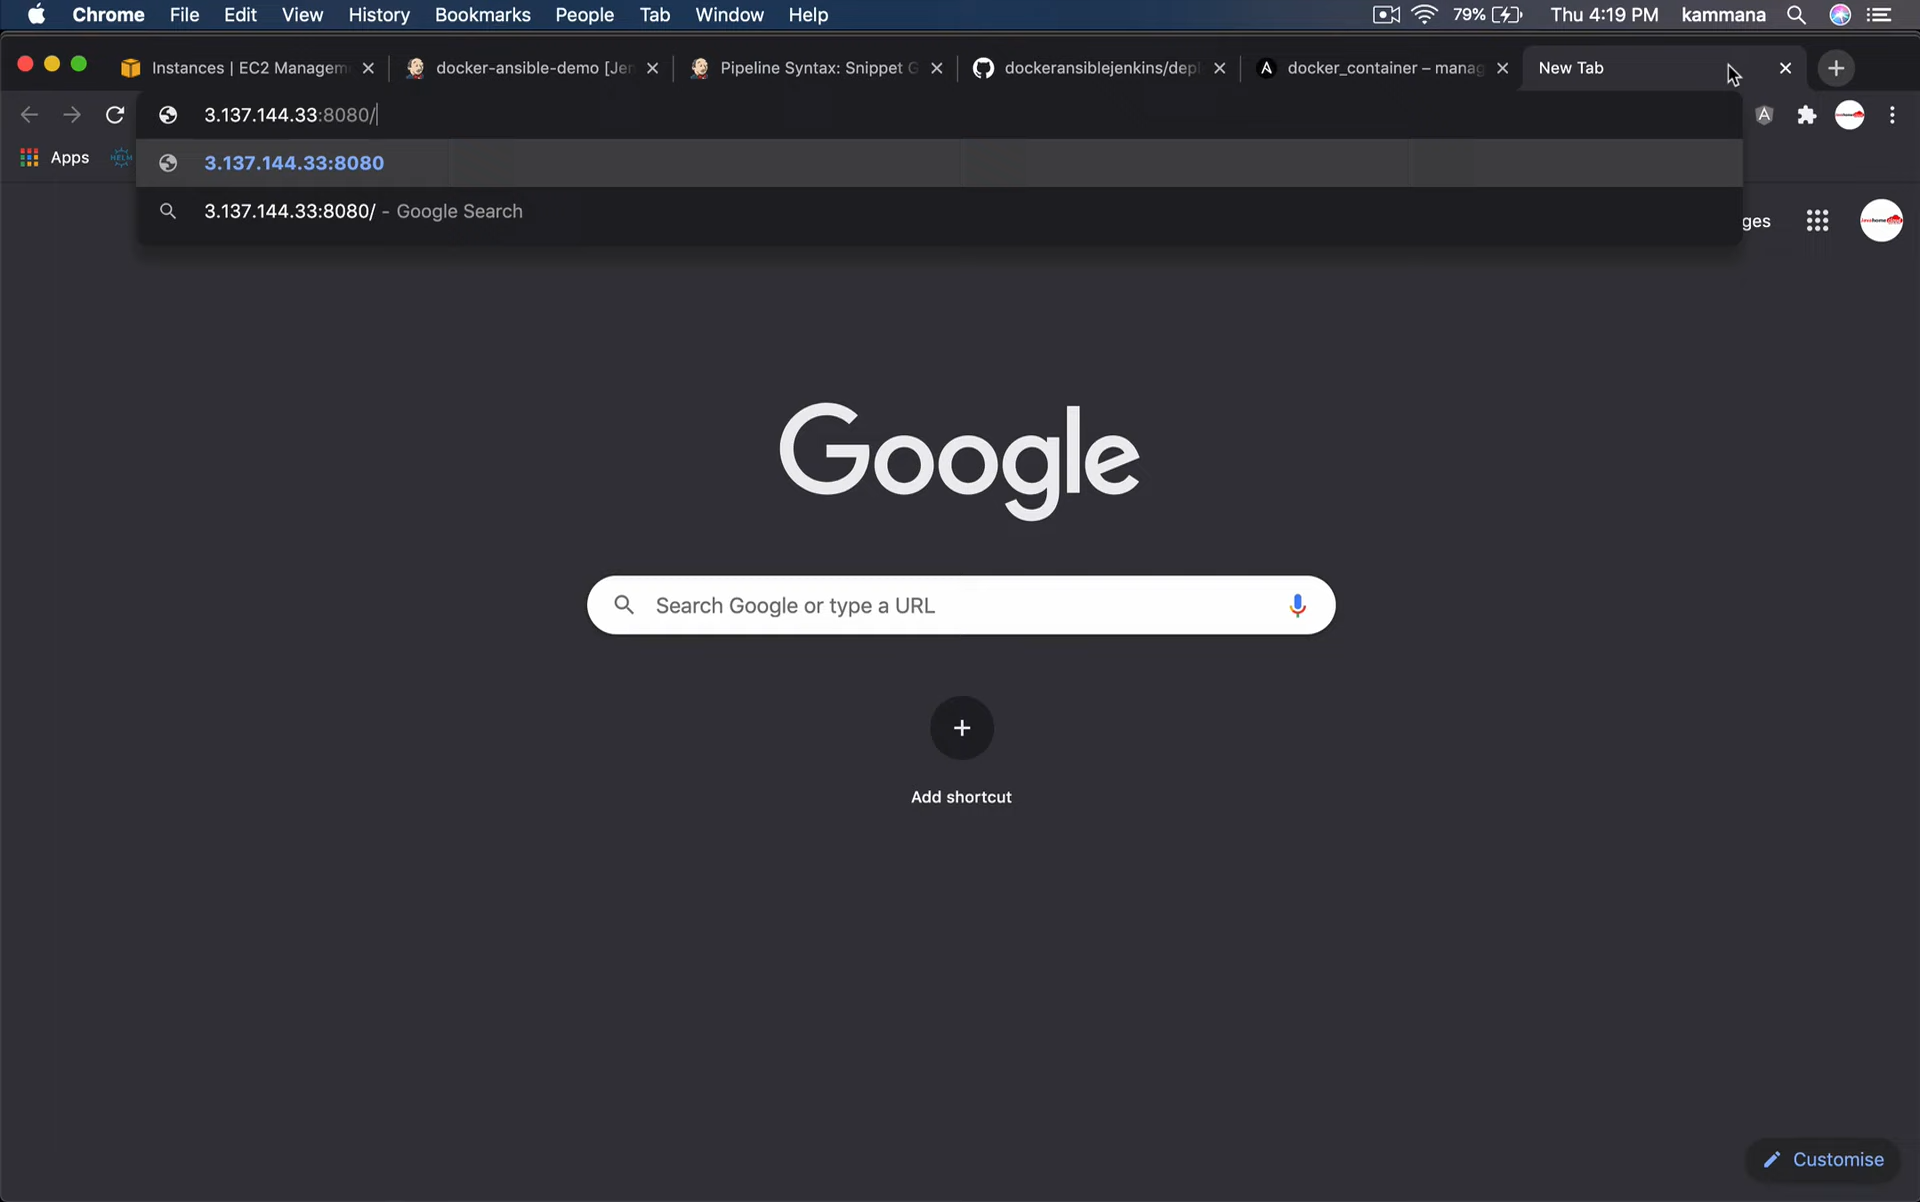 Chrome File Edit View History Bookmarks People Tab Window Help 79% Thu 4:19 PM kammana
Instances | EC2 Managem docker-ansible-demo [Jen Pipeline Syntax: Snippet G dockeransiblejenkins/depl docker_container – manag New Tab
3.137.144.33:8080/
Apps HELM 3.137.144.33:8080
3.137.144.33:8080/ - Google Search
ges
Google
Search Google or type a URL
Add shortcut
Customise